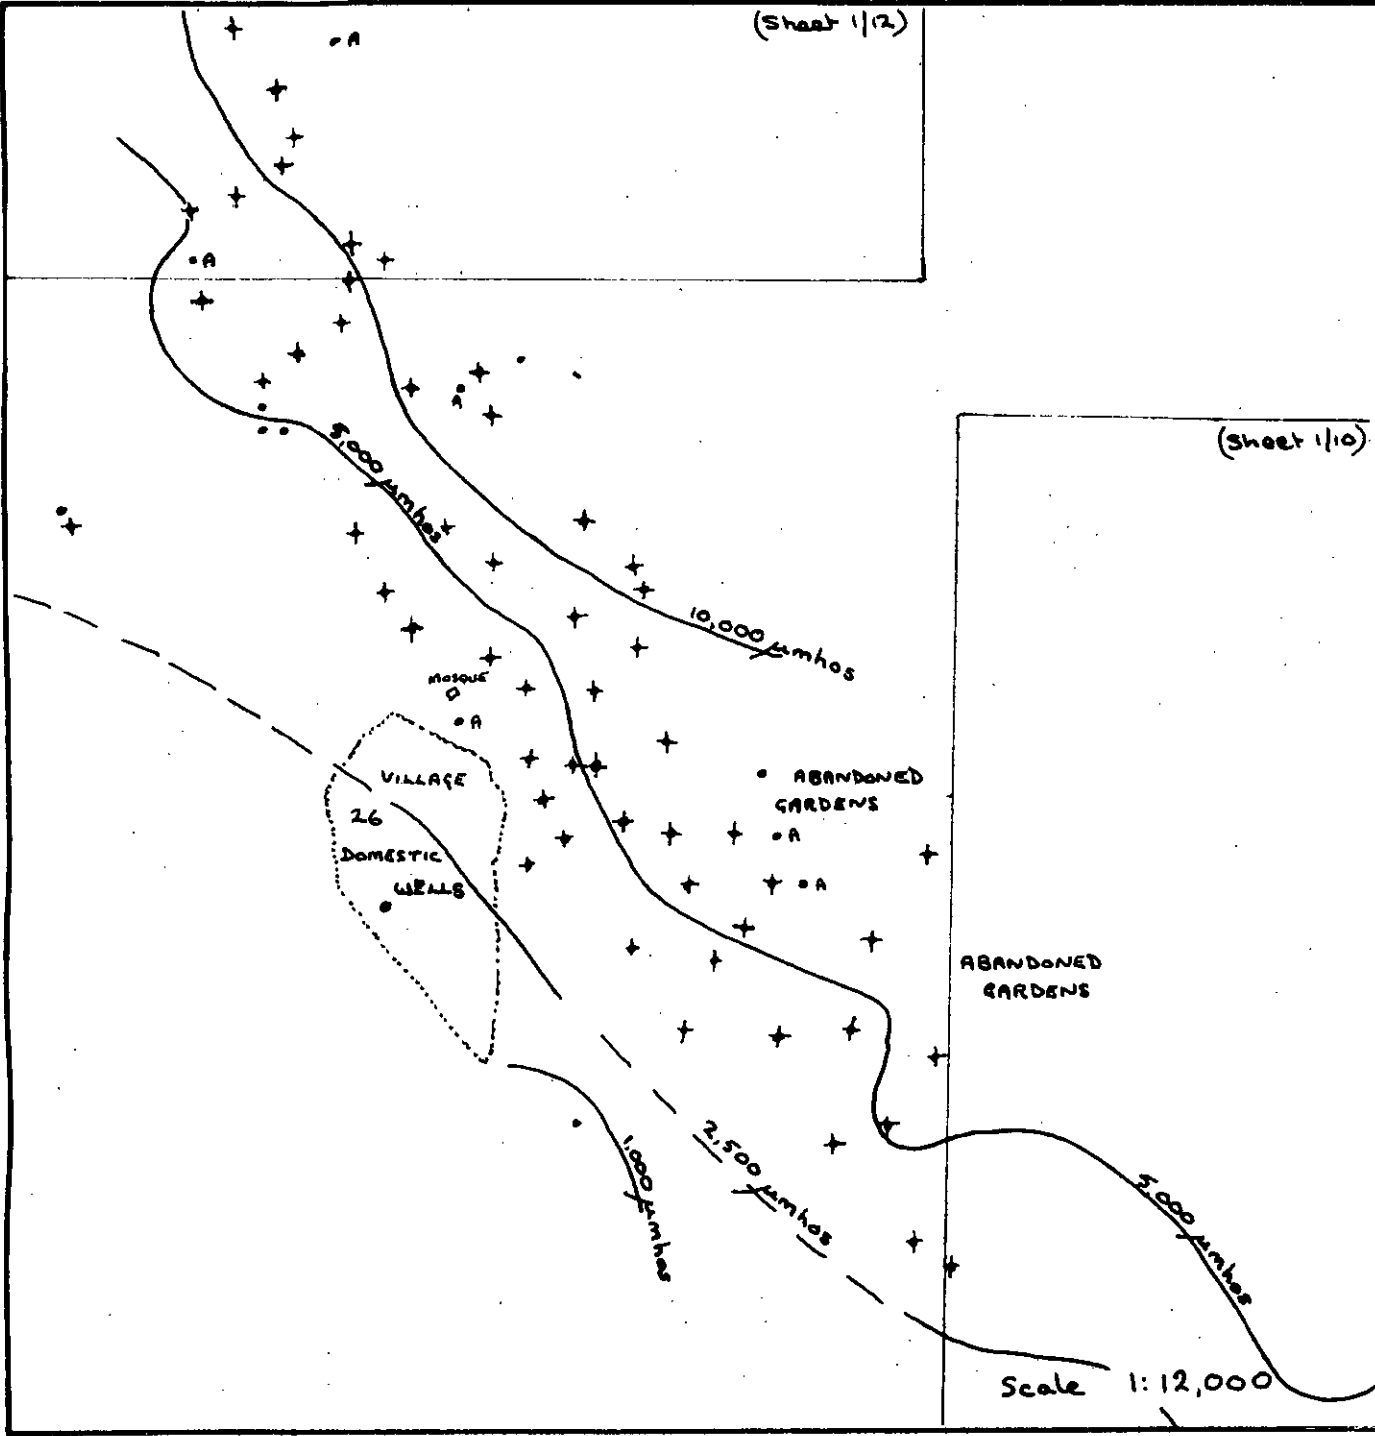 (Sheet 1/12)
A
A
A
(Sheet 1/10)
5,000 µmhos
10,000 µmhos
MOSQUE
A
VILLAGE
26
DOMESTIC
WELLS
ABANDONED
GARDENS
A
A
ABANDONED
GARDENS
1,000 µmhos
2,500 µmhos
5,000 µmhos
Scale 1:12,000